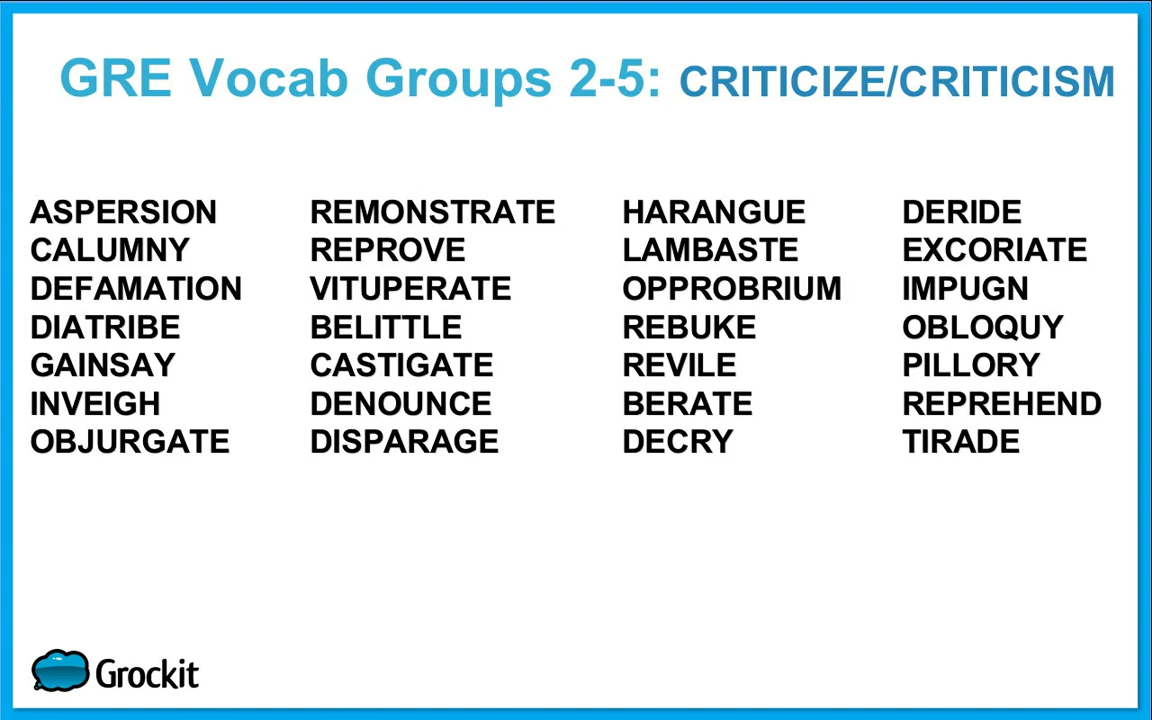 GRE Vocab Groups 2-5: CRITICIZE/CRITICISM
ASPERSION REMONSTRATE HARANGUE DERIDE
CALUMNY REPROVE LAMBASTE EXCORIATE
DEFAMATION VITUPERATE OPPROBRIUM IMPUGN
DIATRIBE BELITTLE REBUKE OBLOQUY
GAINSAY CASTIGATE REVILE PILLORY
INVEIGH DENOUNCE BERATE REPREHEND
OBJURGATE DISPARAGE DECRY TIRADE
Grockit